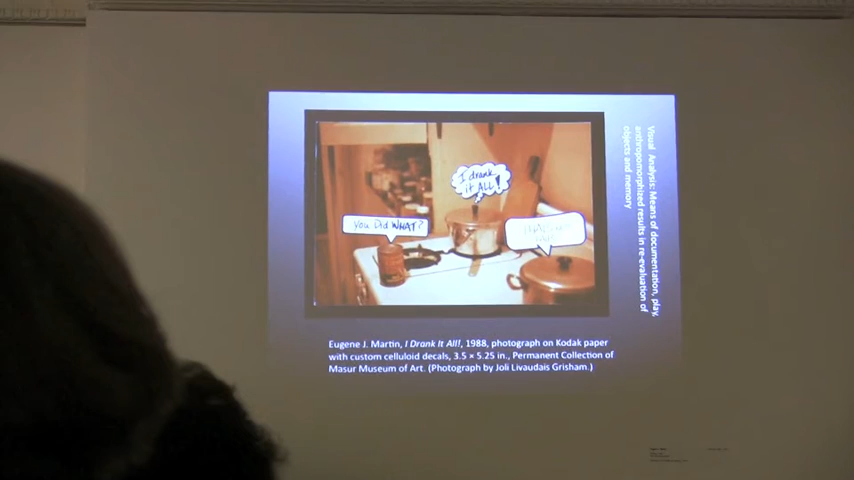 I drank
it ALL!
You Did WHAT?
Eugene J. Martin, I Drank It All!, 1988, photograph on Kodak paper
with custom celluloid decals, 3.5 × 5.25 in., Permanent Collection of
Masur Museum of Art. (Photograph by Joli Livaudais Grisham.)
Visual Analysis: Means of documentation, play,
anthropomorphized results in re-evaluation of
objects and memory